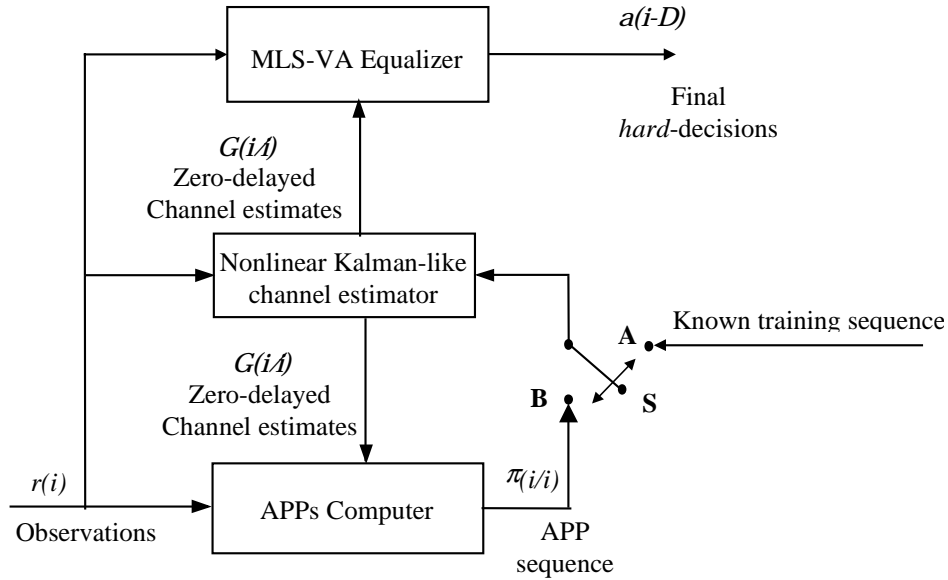 a(i-D)
MLS-VA Equalizer
Final
hard-decisions
G(i/i)
Zero-delayed
Channel estimates
Nonlinear Kalman-like
channel estimator
Known training sequence
A
G(i/i)
Zero-delayed
Channel estimates
B
S
r(i)
π(i/i)
APPs Computer
Observations
APP
sequence